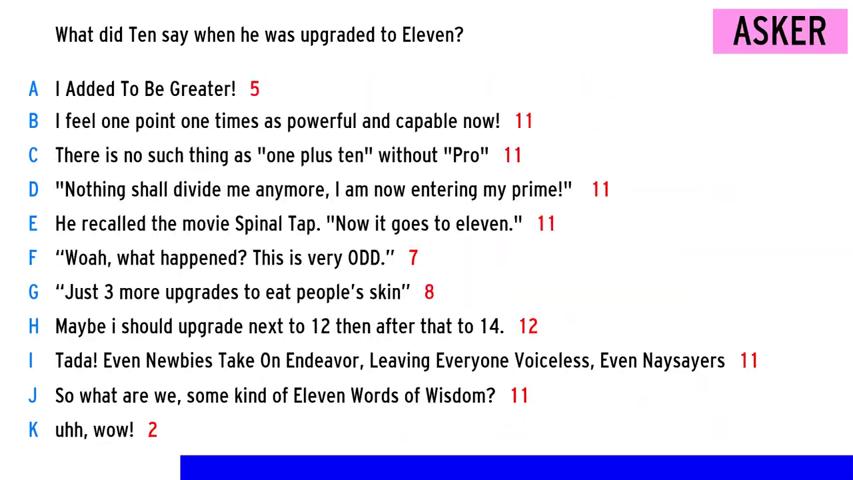 What did Ten say when he was upgraded to Eleven?
ASKER
A I Added To Be Greater! 5
B I feel one point one times as powerful and capable now! 11
C There is no such thing as "one plus ten" without "Pro" 11
D "Nothing shall divide me anymore, I am now entering my prime!" 11
E He recalled the movie Spinal Tap. "Now it goes to eleven." 11
F “Woah, what happened? This is very ODD.” 7
G “Just 3 more upgrades to eat people’s skin” 8
H Maybe i should upgrade next to 12 then after that to 14. 12
I Tada! Even Newbies Take On Endeavor, Leaving Everyone Voiceless, Even Naysayers 11
J So what are we, some kind of Eleven Words of Wisdom? 11
K uhh, wow! 2